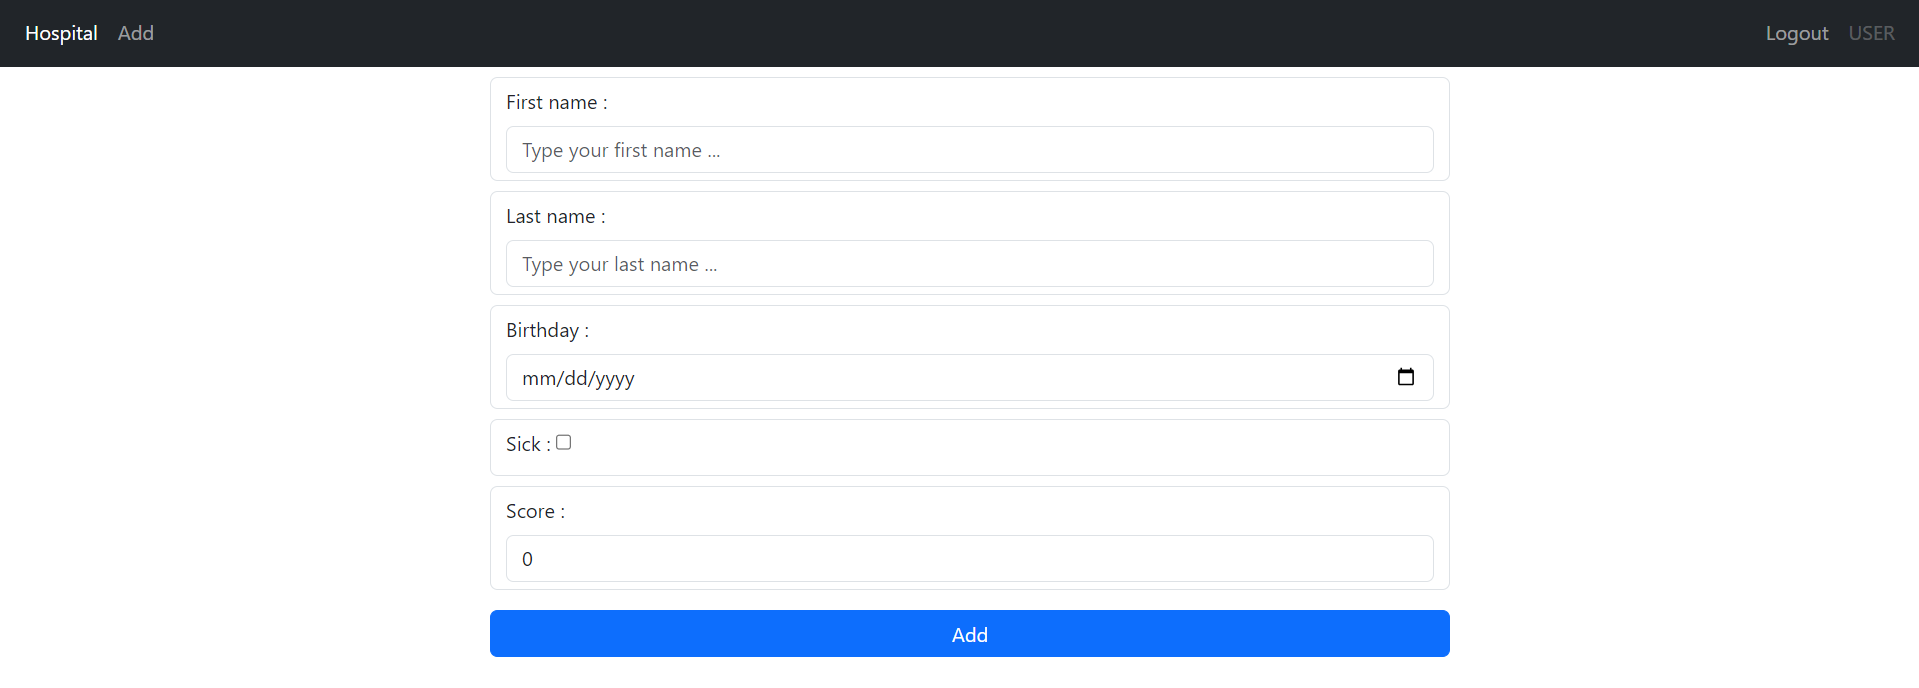 Hospital Add Logout USER
First name :
Type your first name ...
Last name :
Type your last name ...
Birthday :
mm/dd/yyyy
Sick :
Score :
0
Add